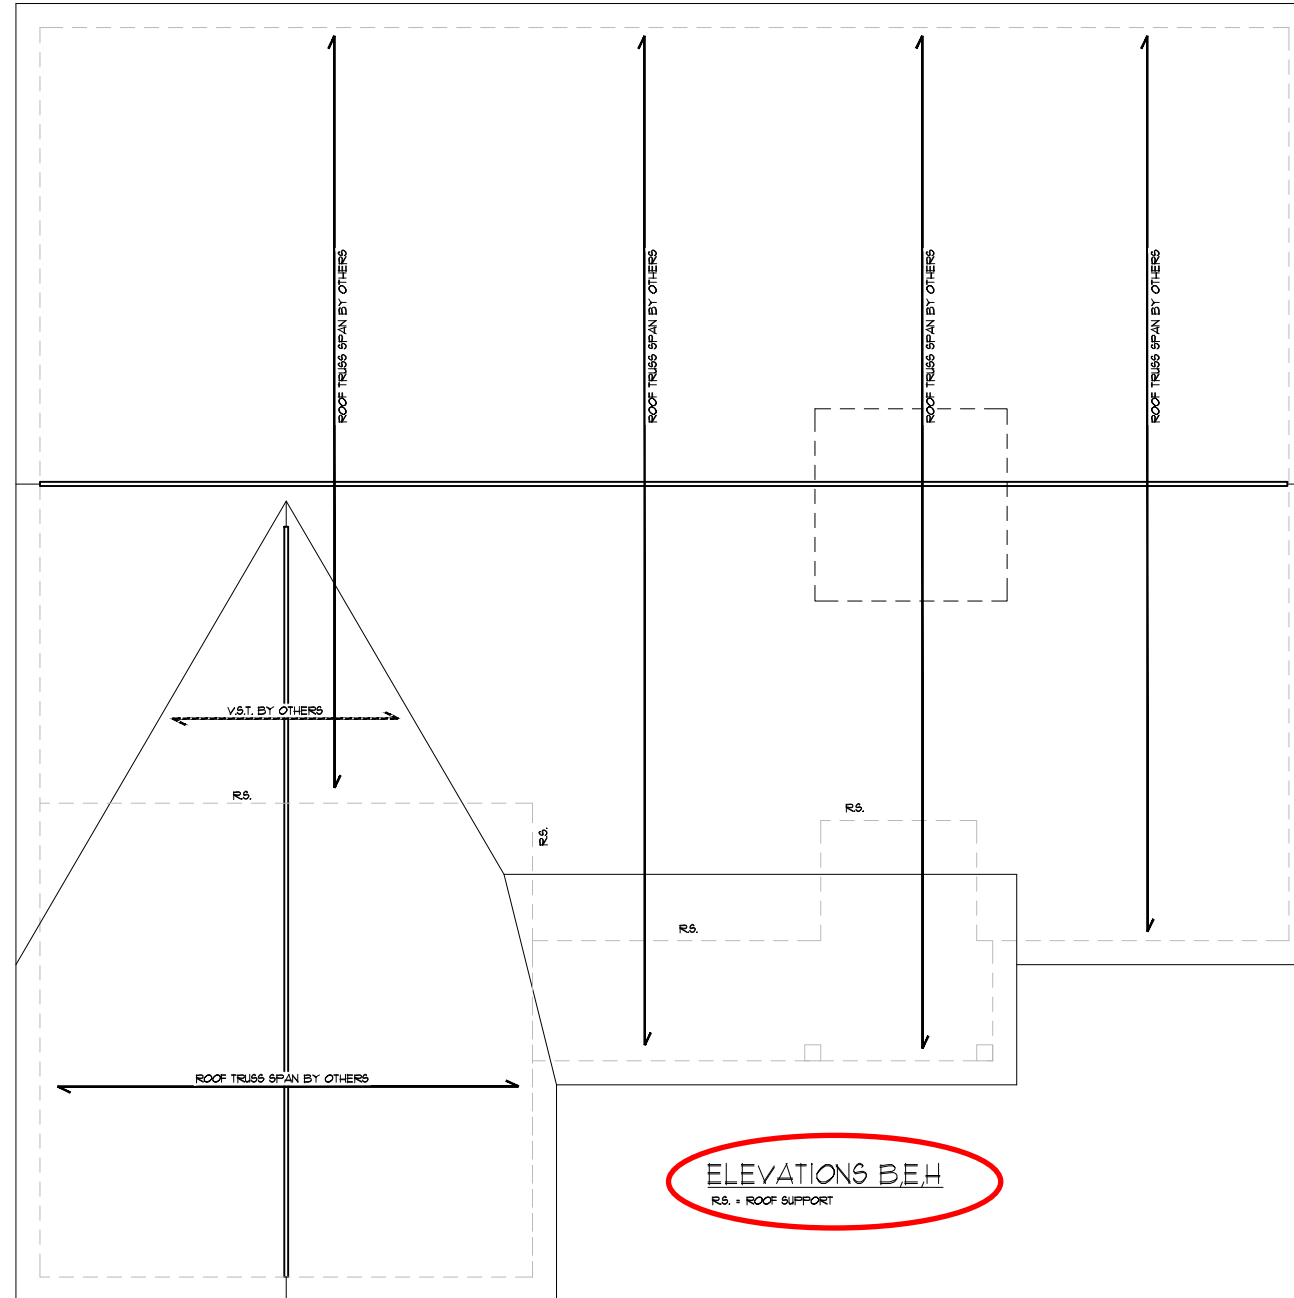 ROOF TRUSS SPAN BY OTHERS
ROOF TRUSS SPAN BY OTHERS
ROOF TRUSS SPAN BY OTHERS
ROOF TRUSS SPAN BY OTHERS
V.S.T. BY OTHERS
R.S.
R.S.
R.S.
R.S.
ROOF TRUSS SPAN BY OTHERS
ELEVATIONS B,E,H
R.S. = ROOF SUPPORT